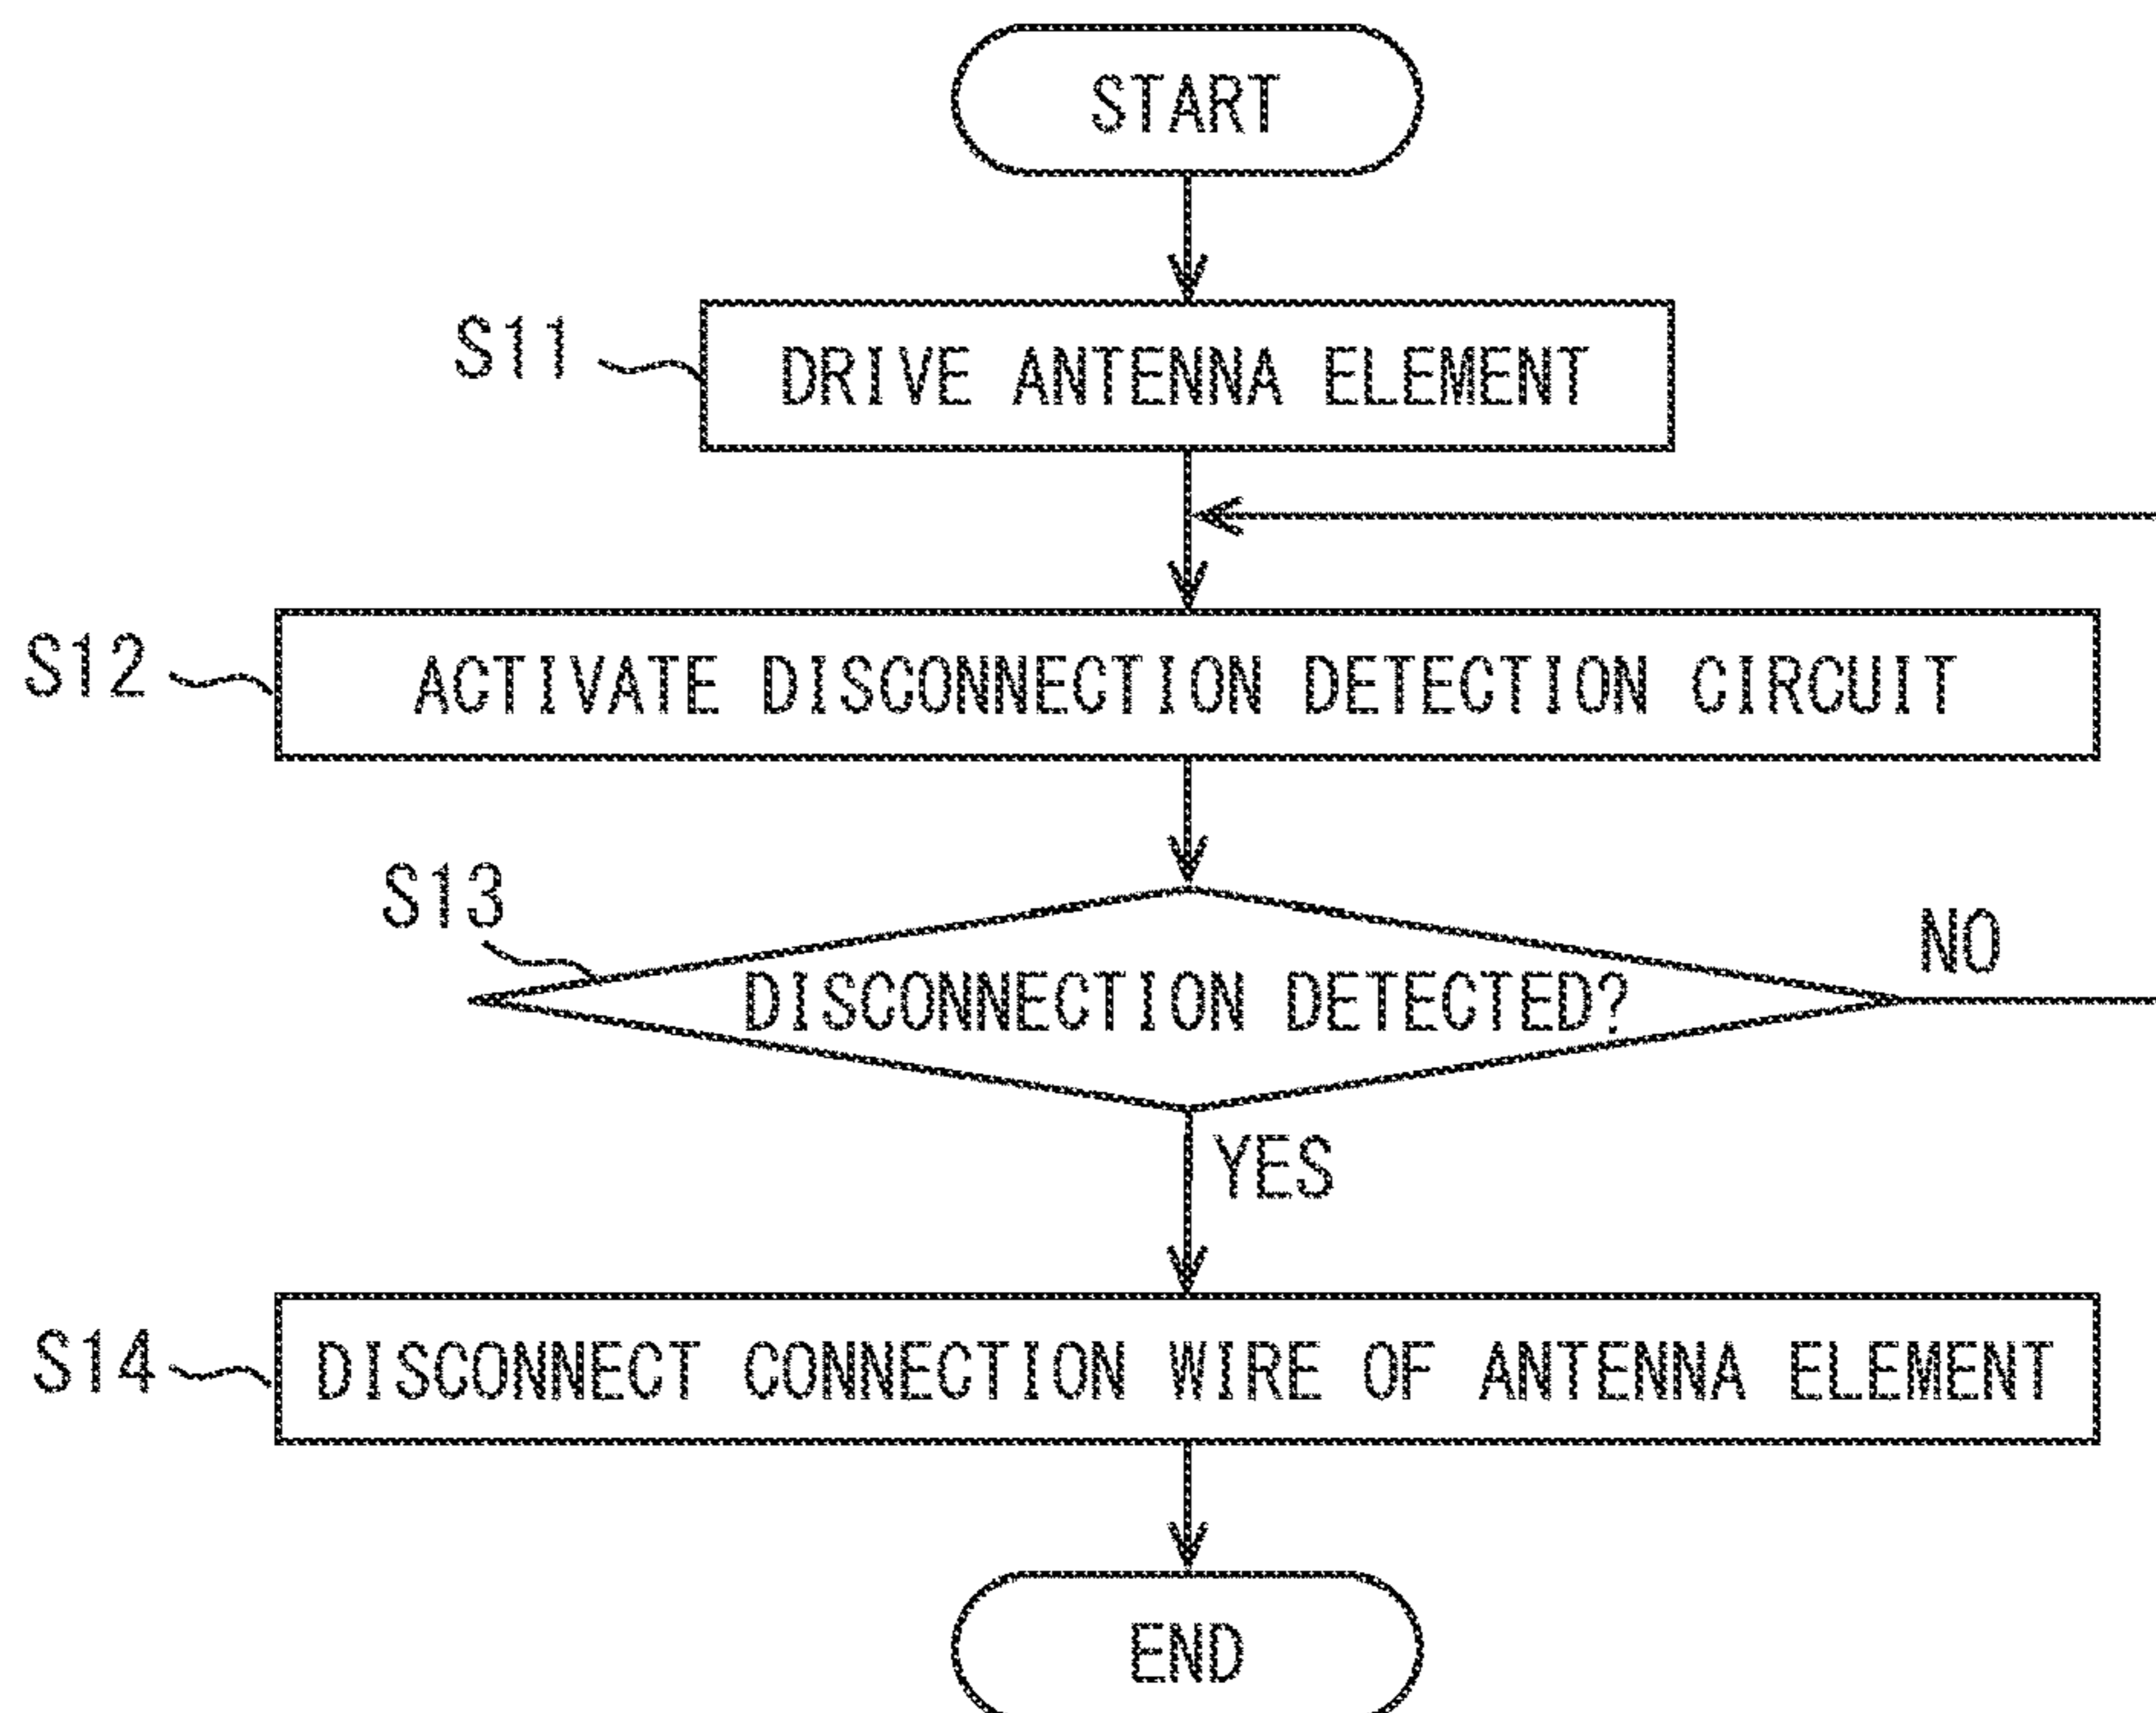 START
S11
DRIVE ANTENNA ELEMENT
S12
ACTIVATE DISCONNECTION DETECTION CIRCUIT
S13
DISCONNECTION DETECTED?
NO
YES
S14
DISCONNECT CONNECTION WIRE OF ANTENNA ELEMENT
END